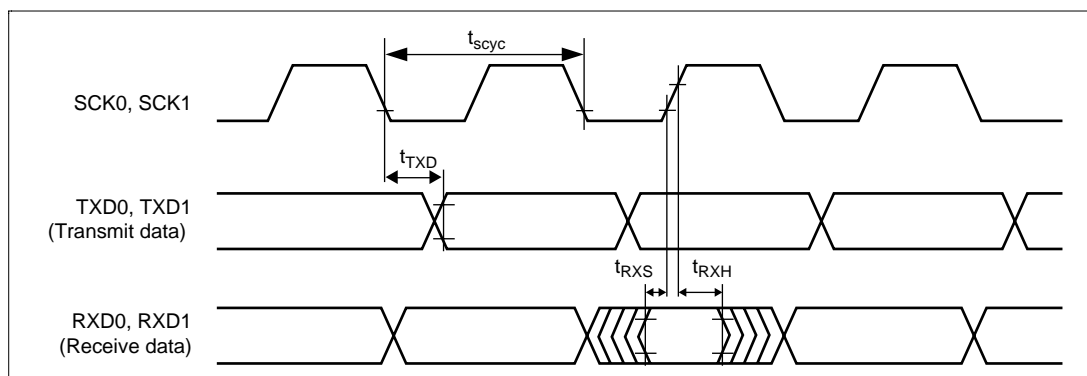 tscyc
SCK0, SCK1
tTXD
TXD0, TXD1
(Transmit data)
tRXS
tRXH
RXD0, RXD1
(Receive data)